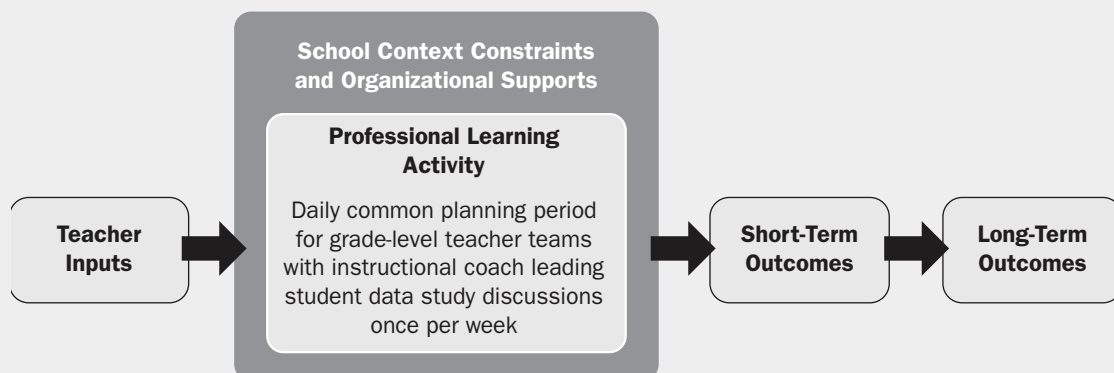 School Context Constraints
and Organizational Supports
Professional Learning
Activity
Daily common planning period
for grade-level teacher teams
with instructional coach leading
student data study discussions
once per week
Teacher
Inputs
Short-Term
Outcomes
Long-Term
Outcomes